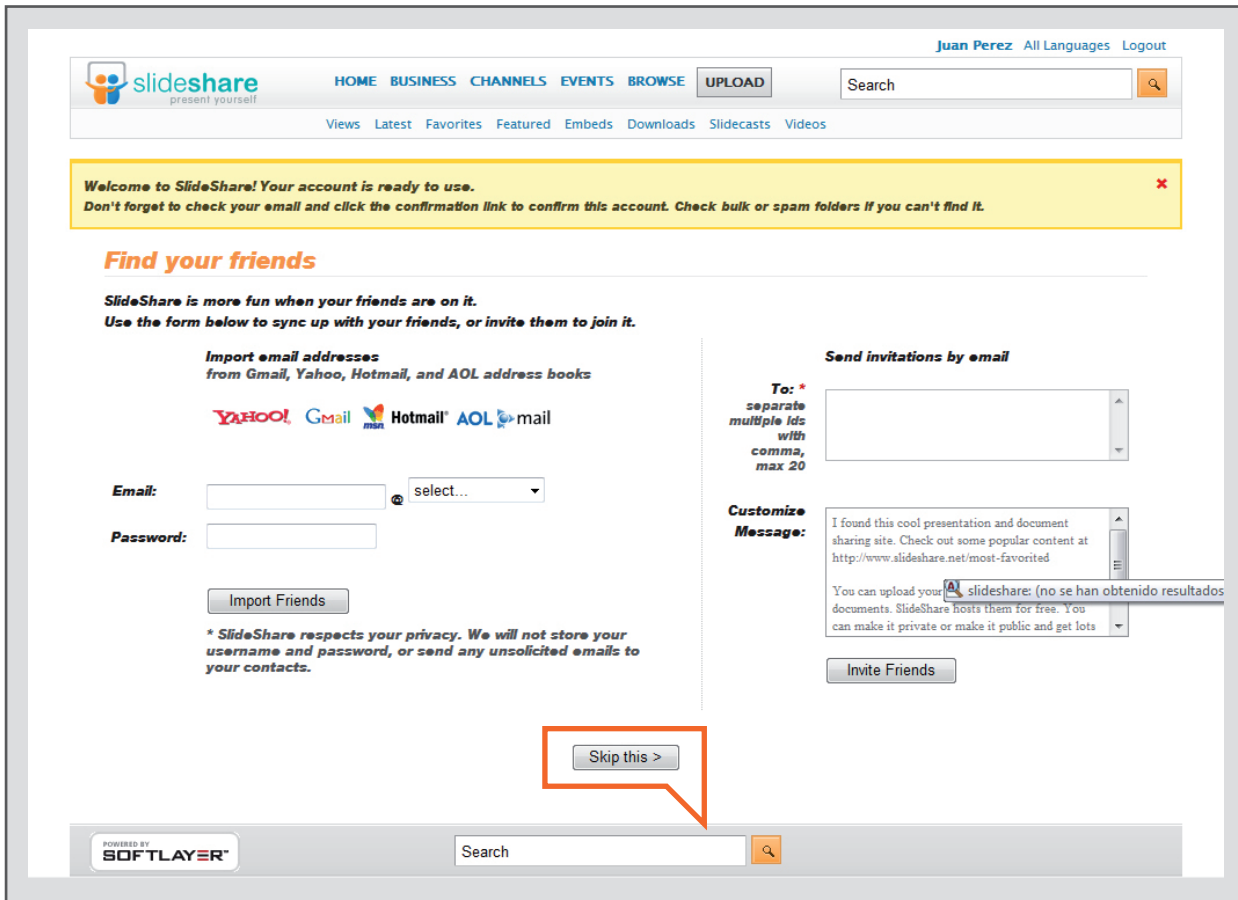 Juan Perez All Languages Logout
slideshare
present yourself
HOME BUSINESS CHANNELS EVENTS BROWSE UPLOAD
Search
Views Latest Favorites Featured Embeds Downloads Slidecasts Videos
Welcome to SlideShare! Your account is ready to use.
Don't forget to check your email and click the confirmation link to confirm this account. Check bulk or spam folders if you can't find it.
Find your friends
SlideShare is more fun when your friends are on it.
Use the form below to sync up with your friends, or invite them to join it.
Import email addresses
from Gmail, Yahoo, Hotmail, and AOL address books
YAHOO! Gmail msn Hotmail AOL mail
Email:
@ select...
Password:
Import Friends
* SlideShare respects your privacy. We will not store your
username and password, or send any unsolicited emails to
your contacts.
Send invitations by email
To: *
separate
multiple ids
with
comma,
max 20
Customize
Message:
I found this cool presentation and document
sharing site. Check out some popular content at
http://www.slideshare.net/most-favorited
You can upload your
slideshare: (no se han obtenido resultados
documents. SlideShare hosts them for free. You
can make it private or make it public and get lots
Invite Friends
Skip this >
POWERED BY
SOFTLAYER
Search